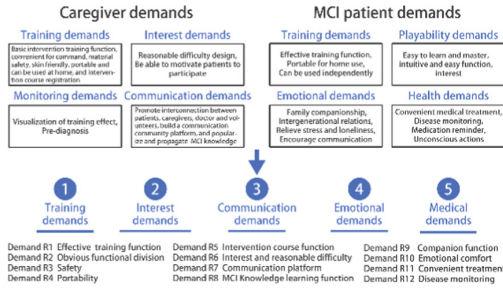 Caregiver demands
MCI patient demands
Training demands
Basic intervention training function,
convenient for command, material
safety, skin friendly, portable and
can be used at home, and interven-
tion course registration
Interest demands
Reasonable difficulty design,
Be able to motivate patients to
participate
Training demands
Effective training function,
Portable for home use,
Can be used independently
Playability demands
Easy to learn and master,
intuitive and easy function,
interest
Monitoring demands
Visualization of training effect,
Pre-diagnosis
Communication demands
Promote interconnection between
patients, caregivers, doctor and vol-
unteers, build a communication
community platform, and popular-
ize and propagate MCI knowledge
Emotional demands
Family companionship,
Intergenerational relations,
Relieve stress and loneliness,
Encourage communication
Health demands
Convenient medical treatment,
Disease monitoring,
Medication reminder,
Unconscious actions
1
Training
demands
2
Interest
demands
3
Communication
demands
4
Emotional
demands
5
Medical
demands
Demand R1 Effective training function
Demand R2 Obvious functional division
Demand R3 Safety
Demand R4 Portability
Demand R5 Intervention course function
Demand R6 Interest and reasonable difficulty
Demand R7 Communication platform
Demand R8 MCI Knowledge learning function
Demand R9 Companion function
Demand R10 Emotional comfort
Demand R11 Convenient treatment
Demand R12 Disease monitoring